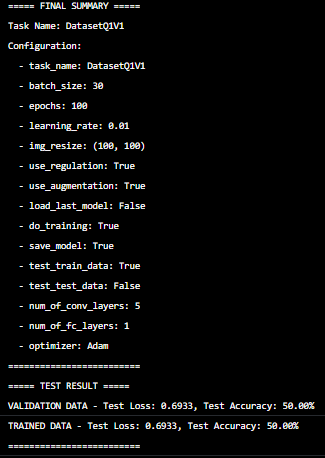 ===== FINAL SUMMARY =====
Task Name: DatasetQ1V1
Configuration:
- task_name: DatasetQ1V1
- batch_size: 30
- epochs: 100
- learning_rate: 0.01
- img_resize: (100, 100)
- use_regulation: True
- use_augmentation: True
- load_last_model: False
- do_training: True
- save_model: True
- test_train_data: True
- test_test_data: False
- num_of_conv_layers: 5
- num_of_fc_layers: 1
- optimizer: Adam
=========================
===== TEST RESULT =====
VALIDATION DATA - Test Loss: 0.6933, Test Accuracy: 50.00%
TRAINED DATA - Test Loss: 0.6933, Test Accuracy: 50.00%
=========================